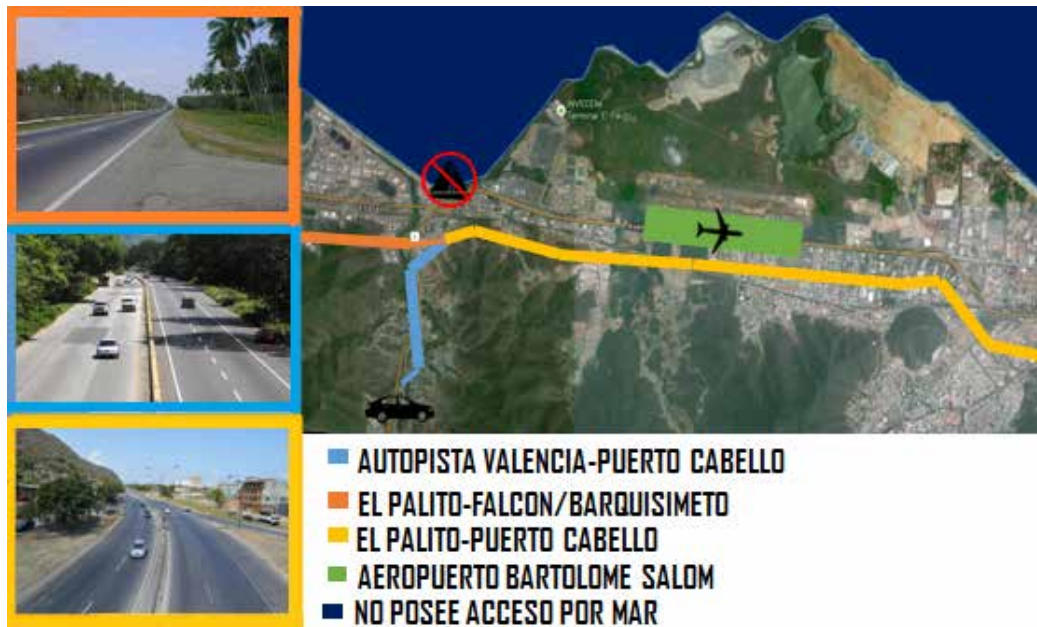 AUTOPISTA VALENCIA-PUERTO CABELLO
EL PALITO-FALCON/BARQUISIMETO
EL PALITO-PUERTO CABELLO
AEROPUERTO BARTOLOME SALOM
NO POSEE ACCESO POR MAR